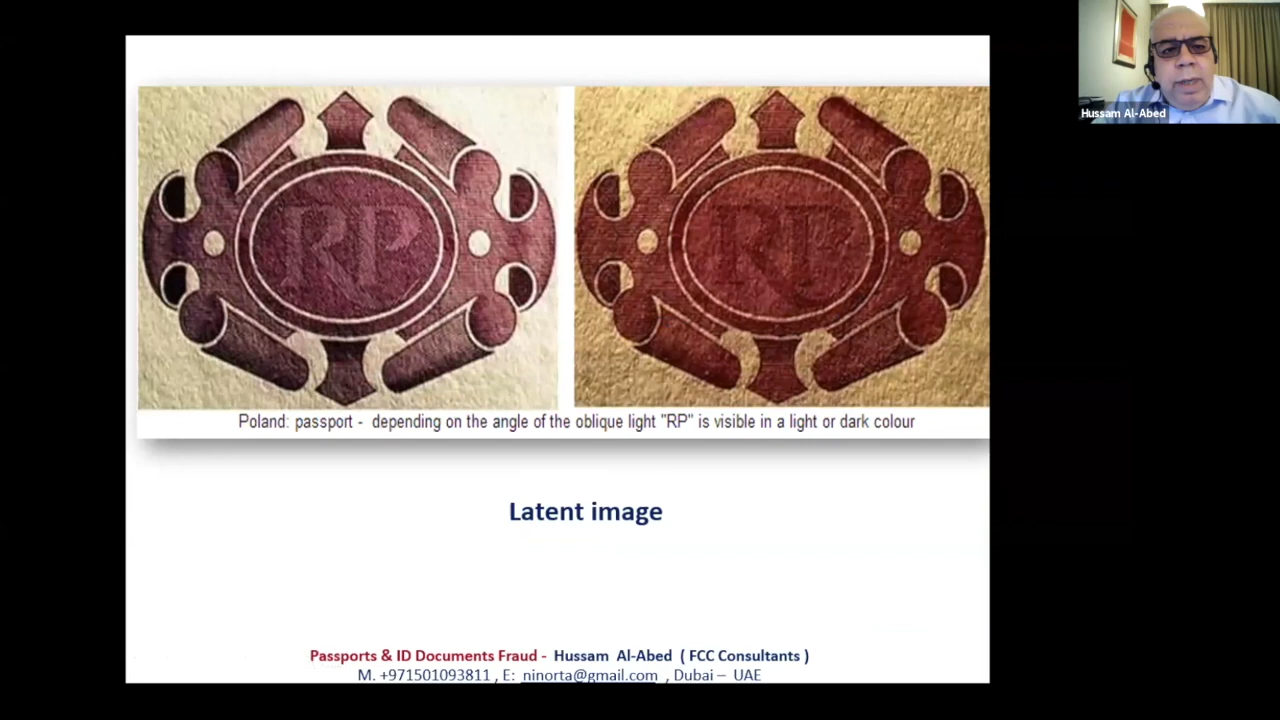 Hussam Al-Abed
RP
RP
Poland: passport - depending on the angle of the oblique light "RP" is visible in a light or dark colour
Latent image
Passports & ID Documents Fraud - Hussam Al-Abed ( FCC Consultants )
M. +971501093811 , E: ninorta@gmail.com , Dubai – UAE